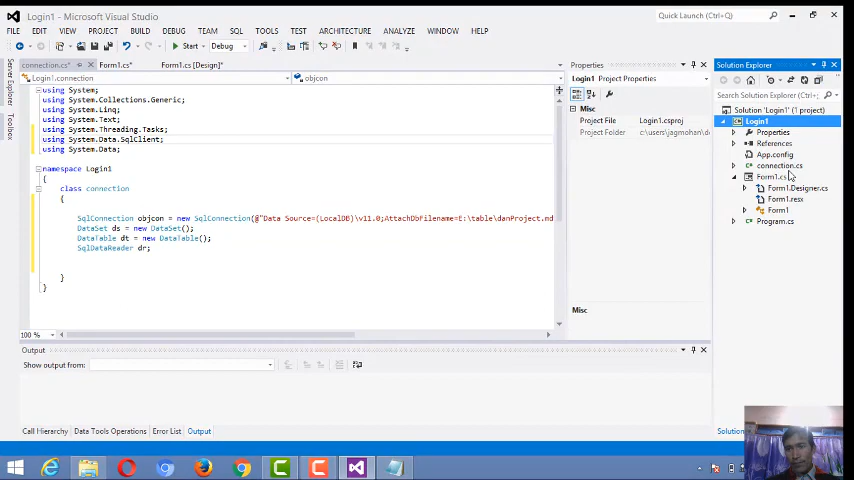 Login1 - Microsoft Visual Studio
Quick Launch (Ctrl+Q)
FILE EDIT VIEW PROJECT BUILD DEBUG TEAM SQL TOOLS TEST ARCHITECTURE ANALYZE WINDOW HELP
Start Debug
Server Explorer
Toolbox
connection.cs* Form1.cs* Form1.cs [Design]*
Login1.connection objcon
using System;
using System.Collections.Generic;
using System.Linq;
using System.Text;
using System.Threading.Tasks;
using System.Data.SqlClient;
using System.Data;
namespace Login1
{
class connection
{
SqlConnection objcon = new SqlConnection(@"Data Source=(LocalDB)\v11.0;AttachDbFilename=E:\table\danProject.md
DataSet ds = new DataSet();
DataTable dt = new DataTable();
SqlDataReader dr;
}
}
100 %
Properties
Login1 Project Properties
Misc
Project File Login1.csproj
Project Folder c:\users\jagmohan\do
Misc
Solution Explorer
Search Solution Explorer (Ctrl+;)
Solution 'Login1' (1 project)
Login1
Properties
References
App.config
connection.cs
Form1.cs
Form1.Designer.cs
Form1.resx
Form1
Program.cs
Output
Show output from:
Call Hierarchy Data Tools Operations Error List Output